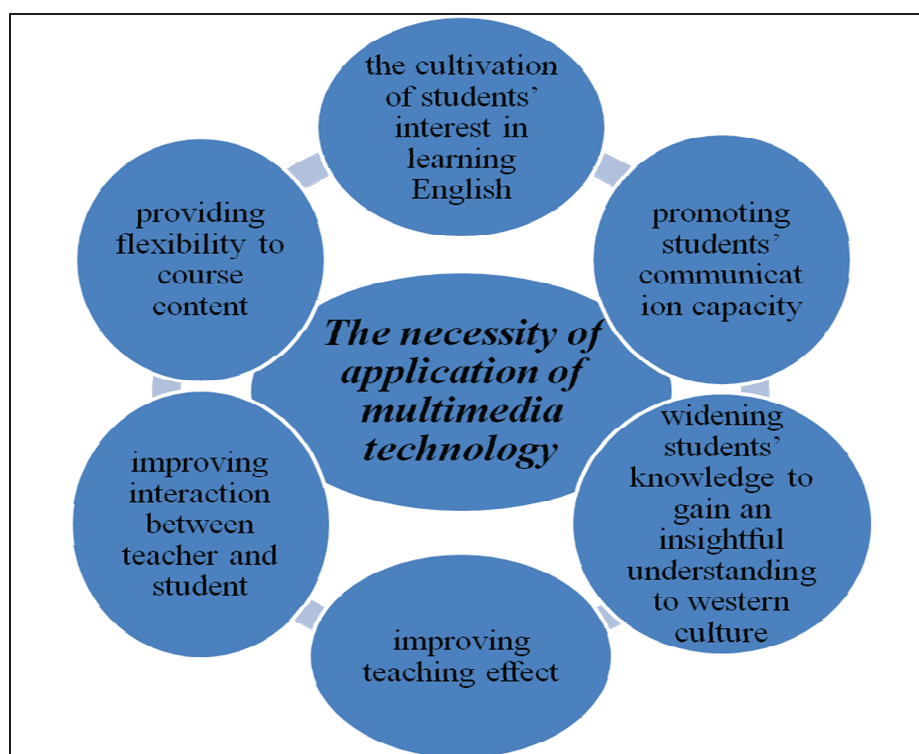 the cultivation
of students’
interest in
learning
English
promoting
students’
communicat
ion capacity
widening
students’
knowledge to
gain an
insightful
understanding
to western
culture
improving
teaching effect
improving
interaction
between
teacher and
student
providing
flexibility to
course
content
The necessity of
application of
multimedia
technology